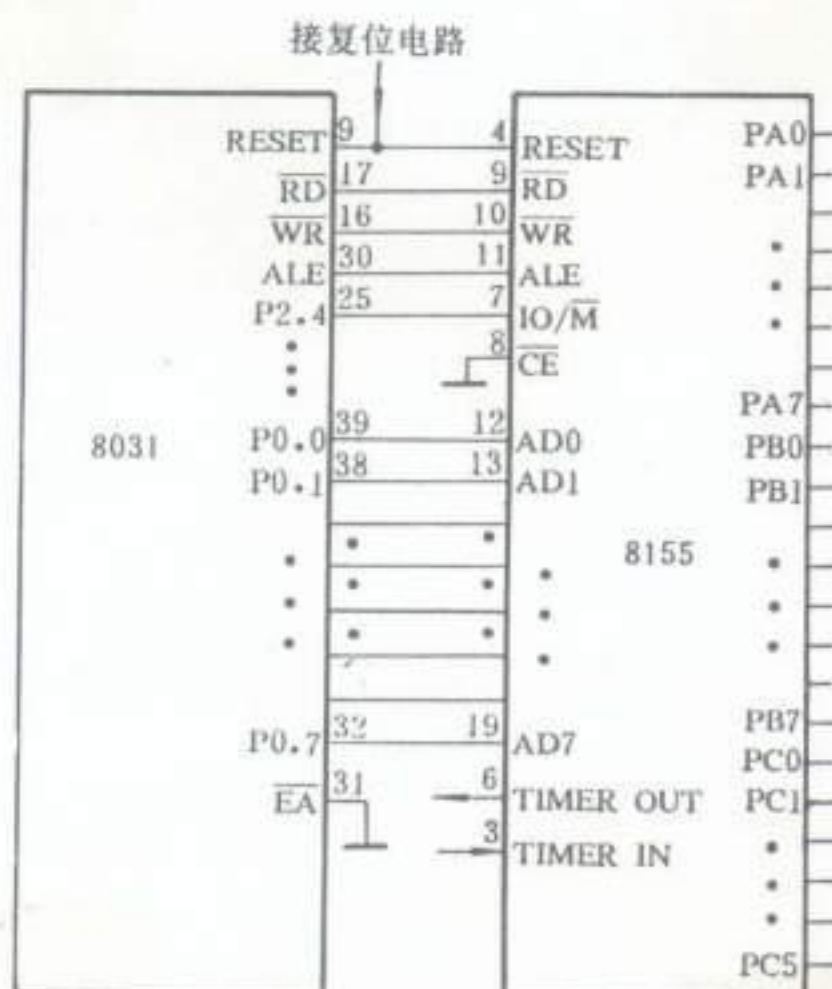 接复位电路
RESET 9 4 RESET PA0
RD 17 9 RD PA1
WR 16 10 WR
ALE 30 11 ALE
P2.4 25 7 IO/M
8 CE
PA7
8031 P0.0 39 12 AD0 PB0
P0.1 38 13 AD1 PB1
8155
P0.7 32 19 AD7 PB7
PC0
EA 31 6 TIMER OUT PC1
3 TIMER IN
PC5